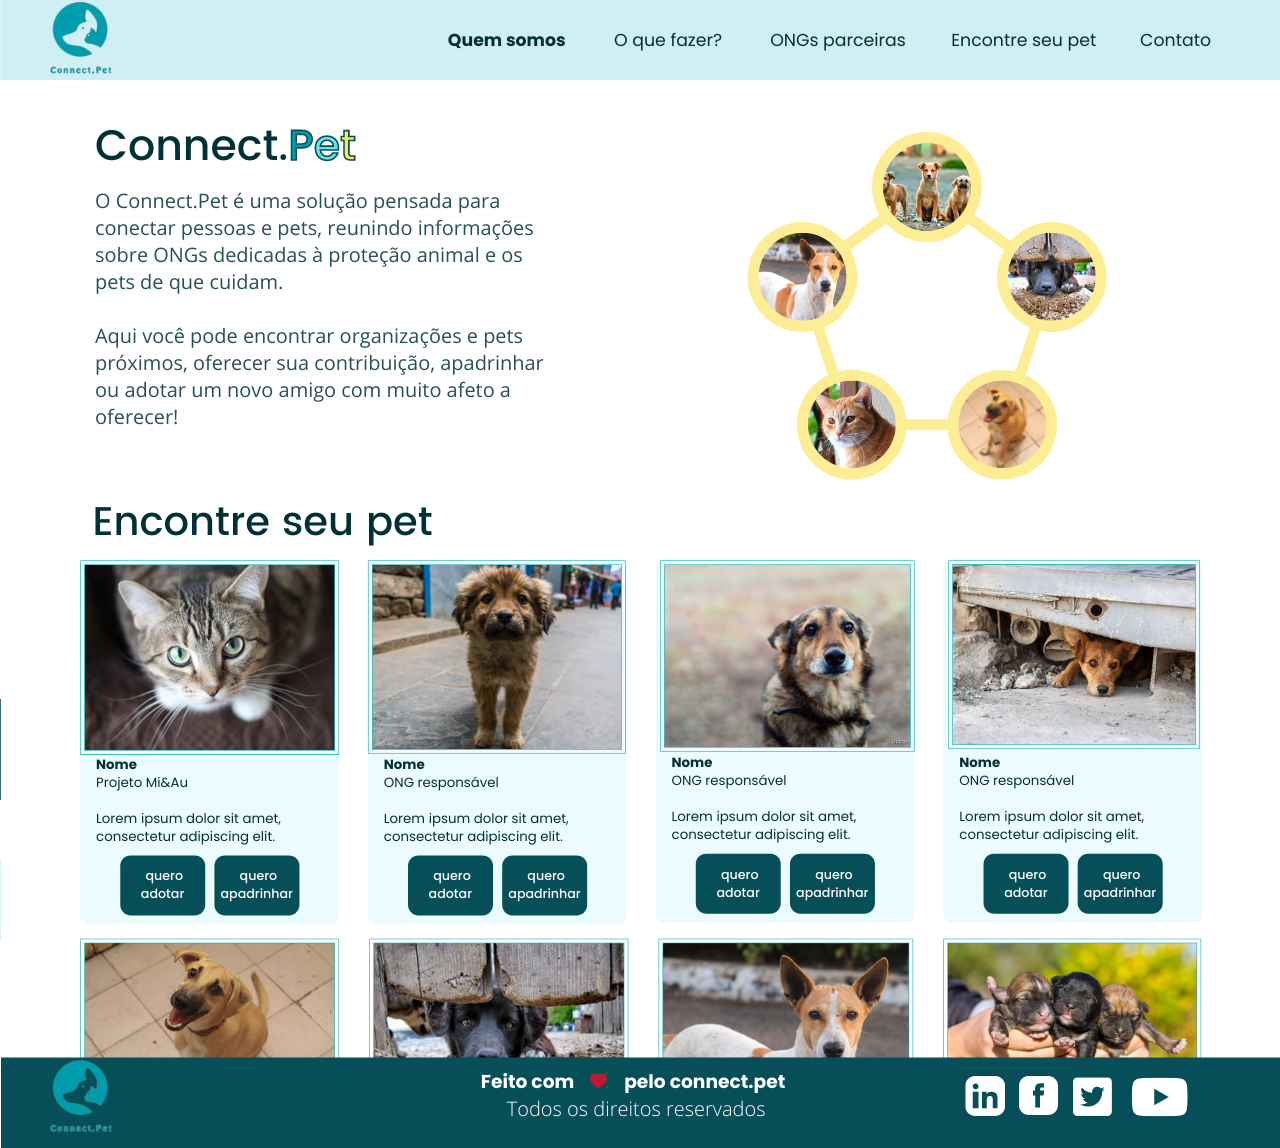 Connect.Pet
Quem somos
O que fazer?
ONGs parceiras
Encontre seu pet
Contato
Connect.Pet
O Connect.Pet é uma solução pensada para
conectar pessoas e pets, reunindo informações
sobre ONGs dedicadas à proteção animal e os
pets de que cuidam.
Aqui você pode encontrar organizações e pets
próximos, oferecer sua contribuição, apadrinhar
ou adotar um novo amigo com muito afeto a
oferecer!
Encontre seu pet
Nome
Projeto Mi&Au
Lorem ipsum dolor sit amet,
consectetur adipiscing elit.
quero
adotar
quero
apadrinhar
Nome
ONG responsável
Lorem ipsum dolor sit amet,
consectetur adipiscing elit.
quero
adotar
quero
apadrinhar
Nome
ONG responsável
Lorem ipsum dolor sit amet,
consectetur adipiscing elit.
quero
adotar
quero
apadrinhar
Nome
ONG responsável
Lorem ipsum dolor sit amet,
consectetur adipiscing elit.
quero
adotar
quero
apadrinhar
Connect.Pet
Feito com pelo connect.pet
Todos os direitos reservados
in
f